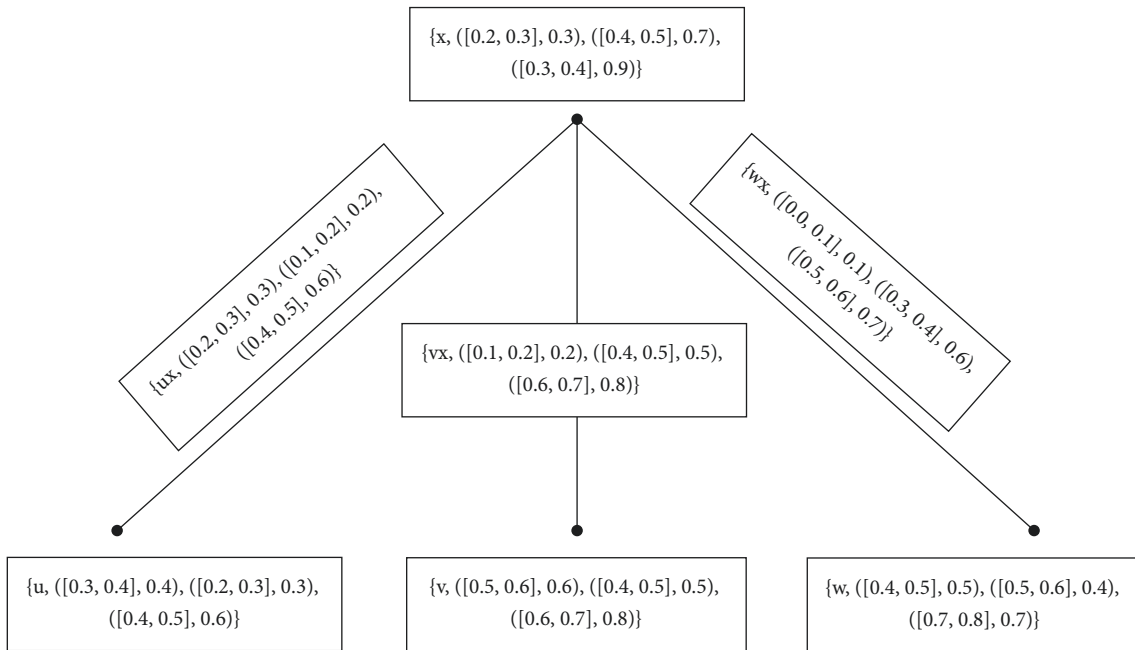 {x, ([0.2, 0.3], 0.3), ([0.4, 0.5], 0.7),
([0.3, 0.4], 0.9)}
{ux, ([0.2, 0.3], 0.3), ([0.1, 0.2], 0.2),
([0.4, 0.5], 0.6)}
{wx, ([0.0, 0.1], 0.1), ([0.3, 0.4], 0.6),
([0.5, 0.6], 0.7)}
{vx, ([0.1, 0.2], 0.2), ([0.4, 0.5], 0.5),
([0.6, 0.7], 0.8)}
{u, ([0.3, 0.4], 0.4), ([0.2, 0.3], 0.3),
([0.4, 0.5], 0.6)}
{v, ([0.5, 0.6], 0.6), ([0.4, 0.5], 0.5),
([0.6, 0.7], 0.8)}
{w, ([0.4, 0.5], 0.5), ([0.5, 0.6], 0.4),
([0.7, 0.8], 0.7)}